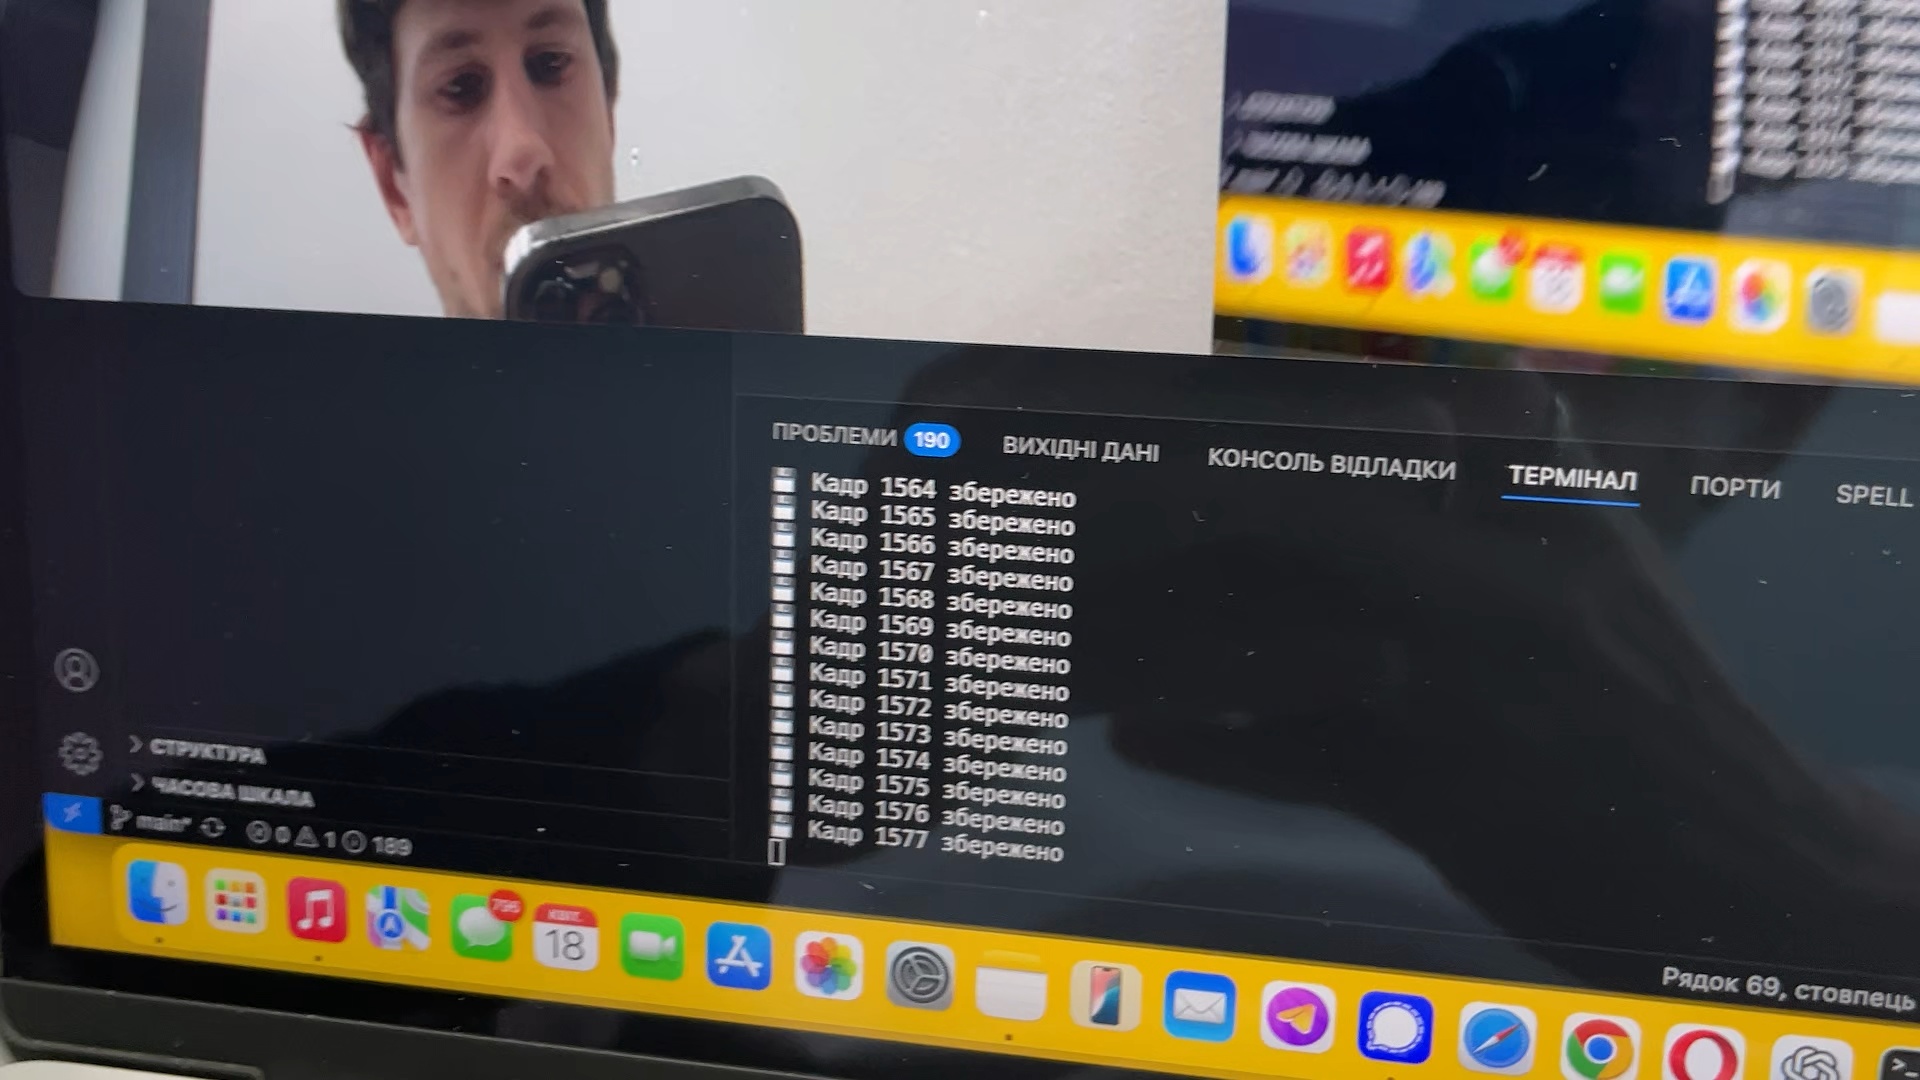 ПРОБЛЕМИ 190 ВИХІДНІ ДАНІ КОНСОЛЬ ВІДЛАДКИ ТЕРМІНАЛ ПОРТИ SPELL
Кадр 1564 збережено
Кадр 1565 збережено
Кадр 1566 збережено
Кадр 1567 збережено
Кадр 1568 збережено
Кадр 1569 збережено
Кадр 1570 збережено
Кадр 1571 збережено
Кадр 1572 збережено
Кадр 1573 збережено
Кадр 1574 збережено
Кадр 1575 збережено
Кадр 1576 збережено
Кадр 1577 збережено
СТРУКТУРА
ЧАСОВА ШКАЛА
main* 0 1 189
Рядок 69, стовпець
КВІТ.
18